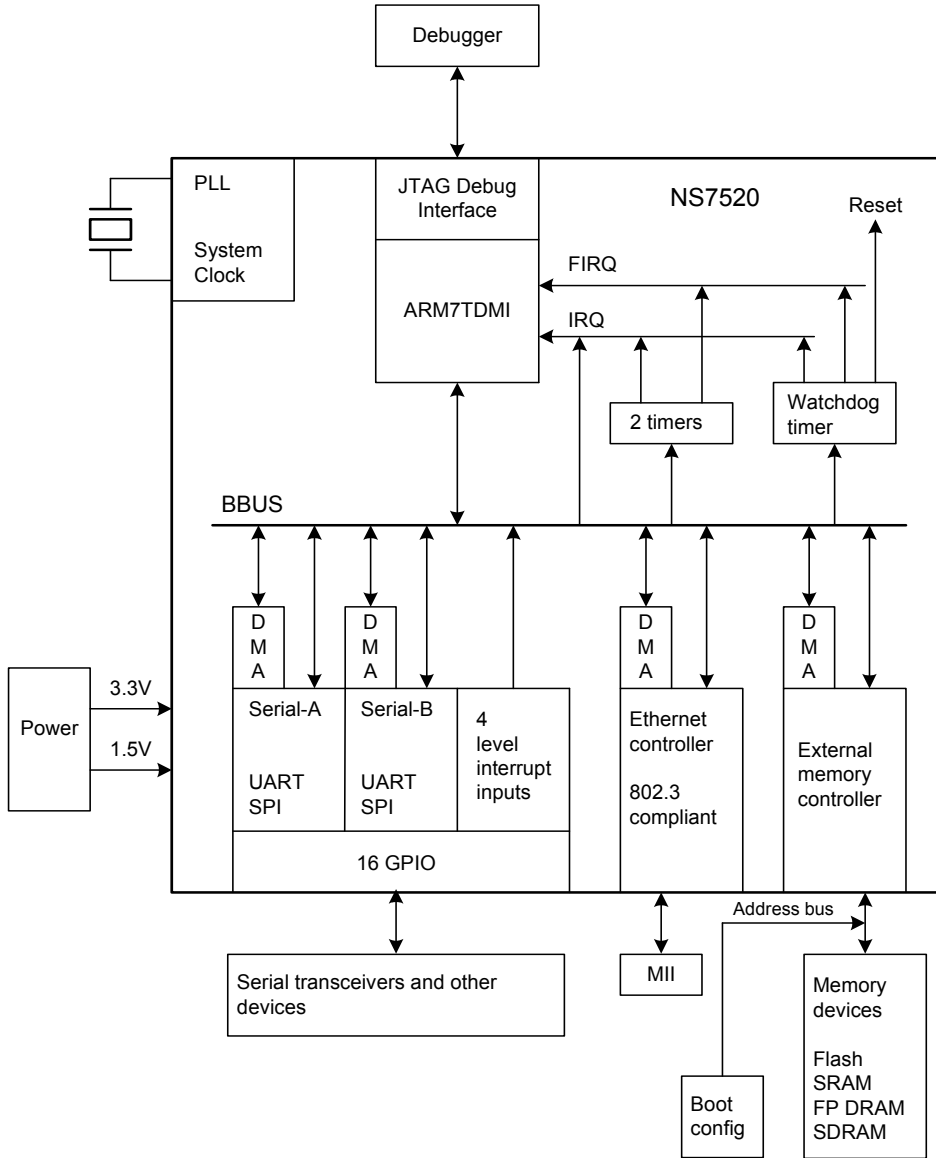 Debugger
PLL
System
Clock
JTAG Debug
Interface
ARM7TDMI
NS7520
Reset
FIRQ
IRQ
2 timers
Watchdog
timer
BBUS
D
M
A
D
M
A
D
M
A
D
M
A
Power
3.3V
1.5V
Serial-A
UART
SPI
Serial-B
UART
SPI
4
level
interrupt
inputs
16 GPIO
Ethernet
controller
802.3
compliant
External
memory
controller
Address bus
Serial transceivers and other
devices
MII
Boot
config
Memory
devices
Flash
SRAM
FP DRAM
SDRAM